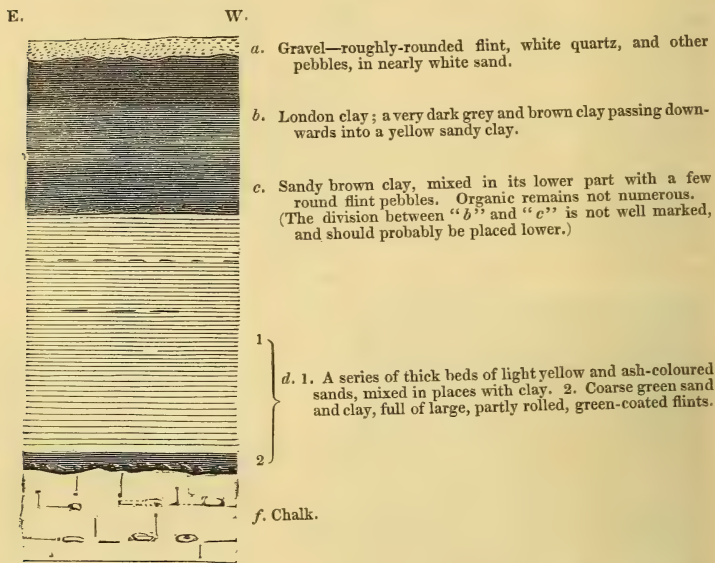 E. W.
a. Gravel—roughly-rounded flint, white quartz, and other
pebbles, in nearly white sand.
b. London clay; a very dark grey and brown clay passing down-
wards into a yellow sandy clay.
c. Sandy brown clay, mixed in its lower part with a few
round flint pebbles. Organic remains not numerous.
(The division between "b" and "c" is not well marked,
and should probably be placed lower.)
1
d. 1. A series of thick beds of light yellow and ash-coloured
sands, mixed in places with clay. 2. Coarse green sand
and clay, full of large, partly rolled, green-coated flints.
2
f. Chalk.